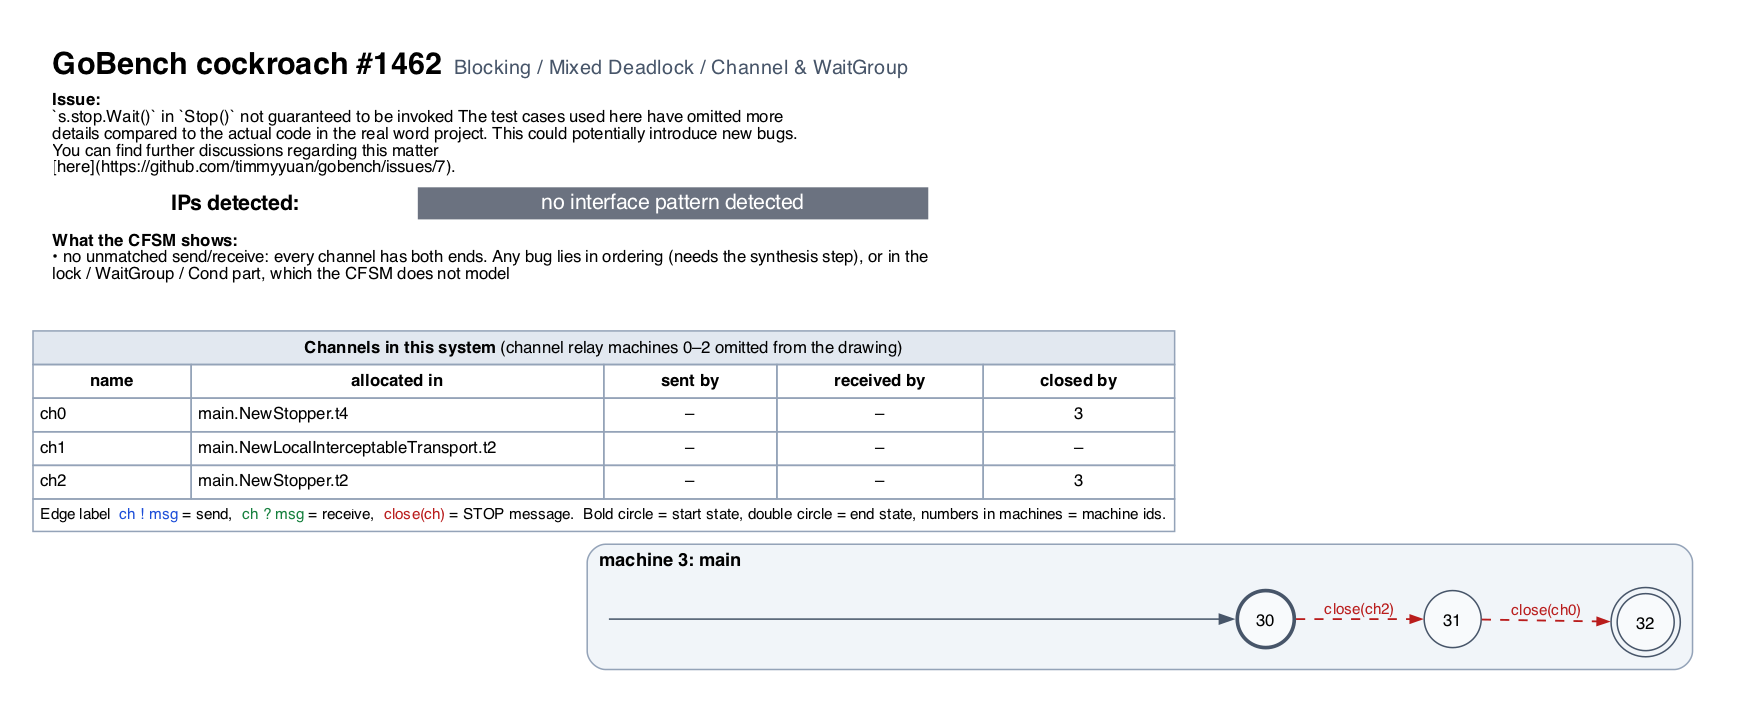 GoBench cockroach #1462 Blocking / Mixed Deadlock / Channel & WaitGroup
Issue:
`s.stop.Wait()` in `Stop()` not guaranteed to be invoked The test cases used here have omitted more
details compared to the actual code in the real word project. This could potentially introduce new bugs.
You can find further discussions regarding this matter
[here](https://github.com/timmyyuan/gobench/issues/7).
IPs detected: no interface pattern detected
What the CFSM shows:
• no unmatched send/receive: every channel has both ends. Any bug lies in ordering (needs the synthesis step), or in the
lock / WaitGroup / Cond part, which the CFSM does not model
Channels in this system (channel relay machines 0–2 omitted from the drawing)
name allocated in sent by received by closed by
ch0 main.NewStopper.t4 – – 3
ch1 main.NewLocalInterceptableTransport.t2 – – –
ch2 main.NewStopper.t2 – – 3
Edge label ch ! msg = send, ch ? msg = receive, close(ch) = STOP message. Bold circle = start state, double circle = end state, numbers in machines = machine ids.
machine 3: main
30 close(ch2) 31 close(ch0) 32